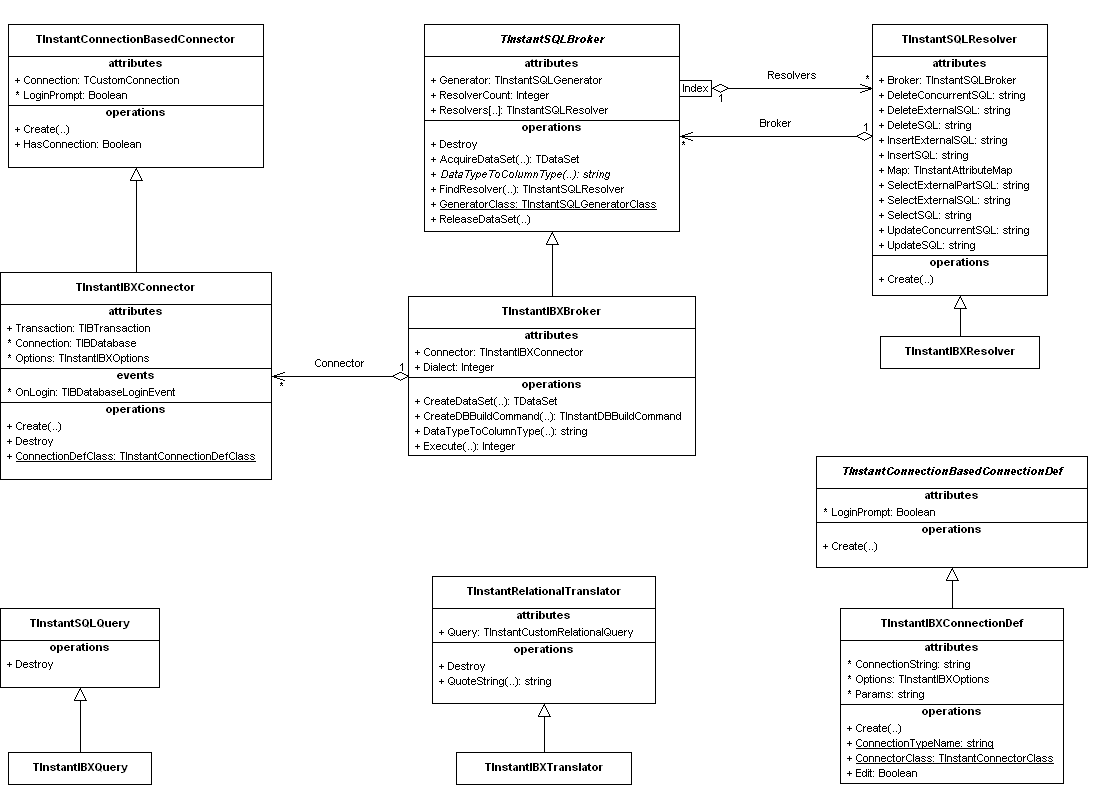 TInstantConnectionBasedConnector
attributes
+ Connection: TCustomConnection
* LoginPrompt: Boolean
operations
+ Create(..)
+ HasConnection: Boolean
TInstantSQLBroker
attributes
+ Generator: TInstantSQLGenerator
+ ResolverCount: Integer
+ Resolvers[..]: TInstantSQLResolver
operations
+ Destroy
+ AcquireDataSet(..): TDataSet
+ DataTypeToColumnType(..): string
+ FindResolver(..): TInstantSQLResolver
+ GeneratorClass: TInstantSQLGeneratorClass
+ ReleaseDataSet(..)
Index
Resolvers
1
*
Broker
1
*
TInstantSQLResolver
attributes
+ Broker: TInstantSQLBroker
+ DeleteConcurrentSQL: string
+ DeleteExternalSQL: string
+ DeleteSQL: string
+ InsertExternalSQL: string
+ InsertSQL: string
+ Map: TInstantAttributeMap
+ SelectExternalPartSQL: string
+ SelectExternalSQL: string
+ SelectSQL: string
+ UpdateConcurrentSQL: string
+ UpdateSQL: string
operations
+ Create(..)
TInstantIBXConnector
attributes
+ Transaction: TIBTransaction
* Connection: TIBDatabase
* Options: TInstantIBXOptions
events
* OnLogin: TIBDatabaseLoginEvent
operations
+ Create(..)
+ Destroy
+ ConnectionDefClass: TInstantConnectionDefClass
Connector
1
*
TInstantIBXBroker
attributes
+ Connector: TInstantIBXConnector
+ Dialect: Integer
operations
+ CreateDataSet(..): TDataSet
+ CreateDBBuildCommand(..): TInstantDBBuildCommand
+ DataTypeToColumnType(..): string
+ Execute(..): Integer
TInstantIBXResolver
TInstantConnectionBasedConnectionDef
attributes
* LoginPrompt: Boolean
operations
+ Create(..)
TInstantSQLQuery
operations
+ Destroy
TInstantRelationalTranslator
attributes
+ Query: TInstantCustomRelationalQuery
operations
+ Destroy
+ QuoteString(..): string
TInstantIBXConnectionDef
attributes
* ConnectionString: string
* Options: TInstantIBXOptions
* Params: string
operations
+ Create(..)
+ ConnectionTypeName: string
+ ConnectorClass: TInstantConnectorClass
+ Edit: Boolean
TInstantIBXQuery
TInstantIBXTranslator